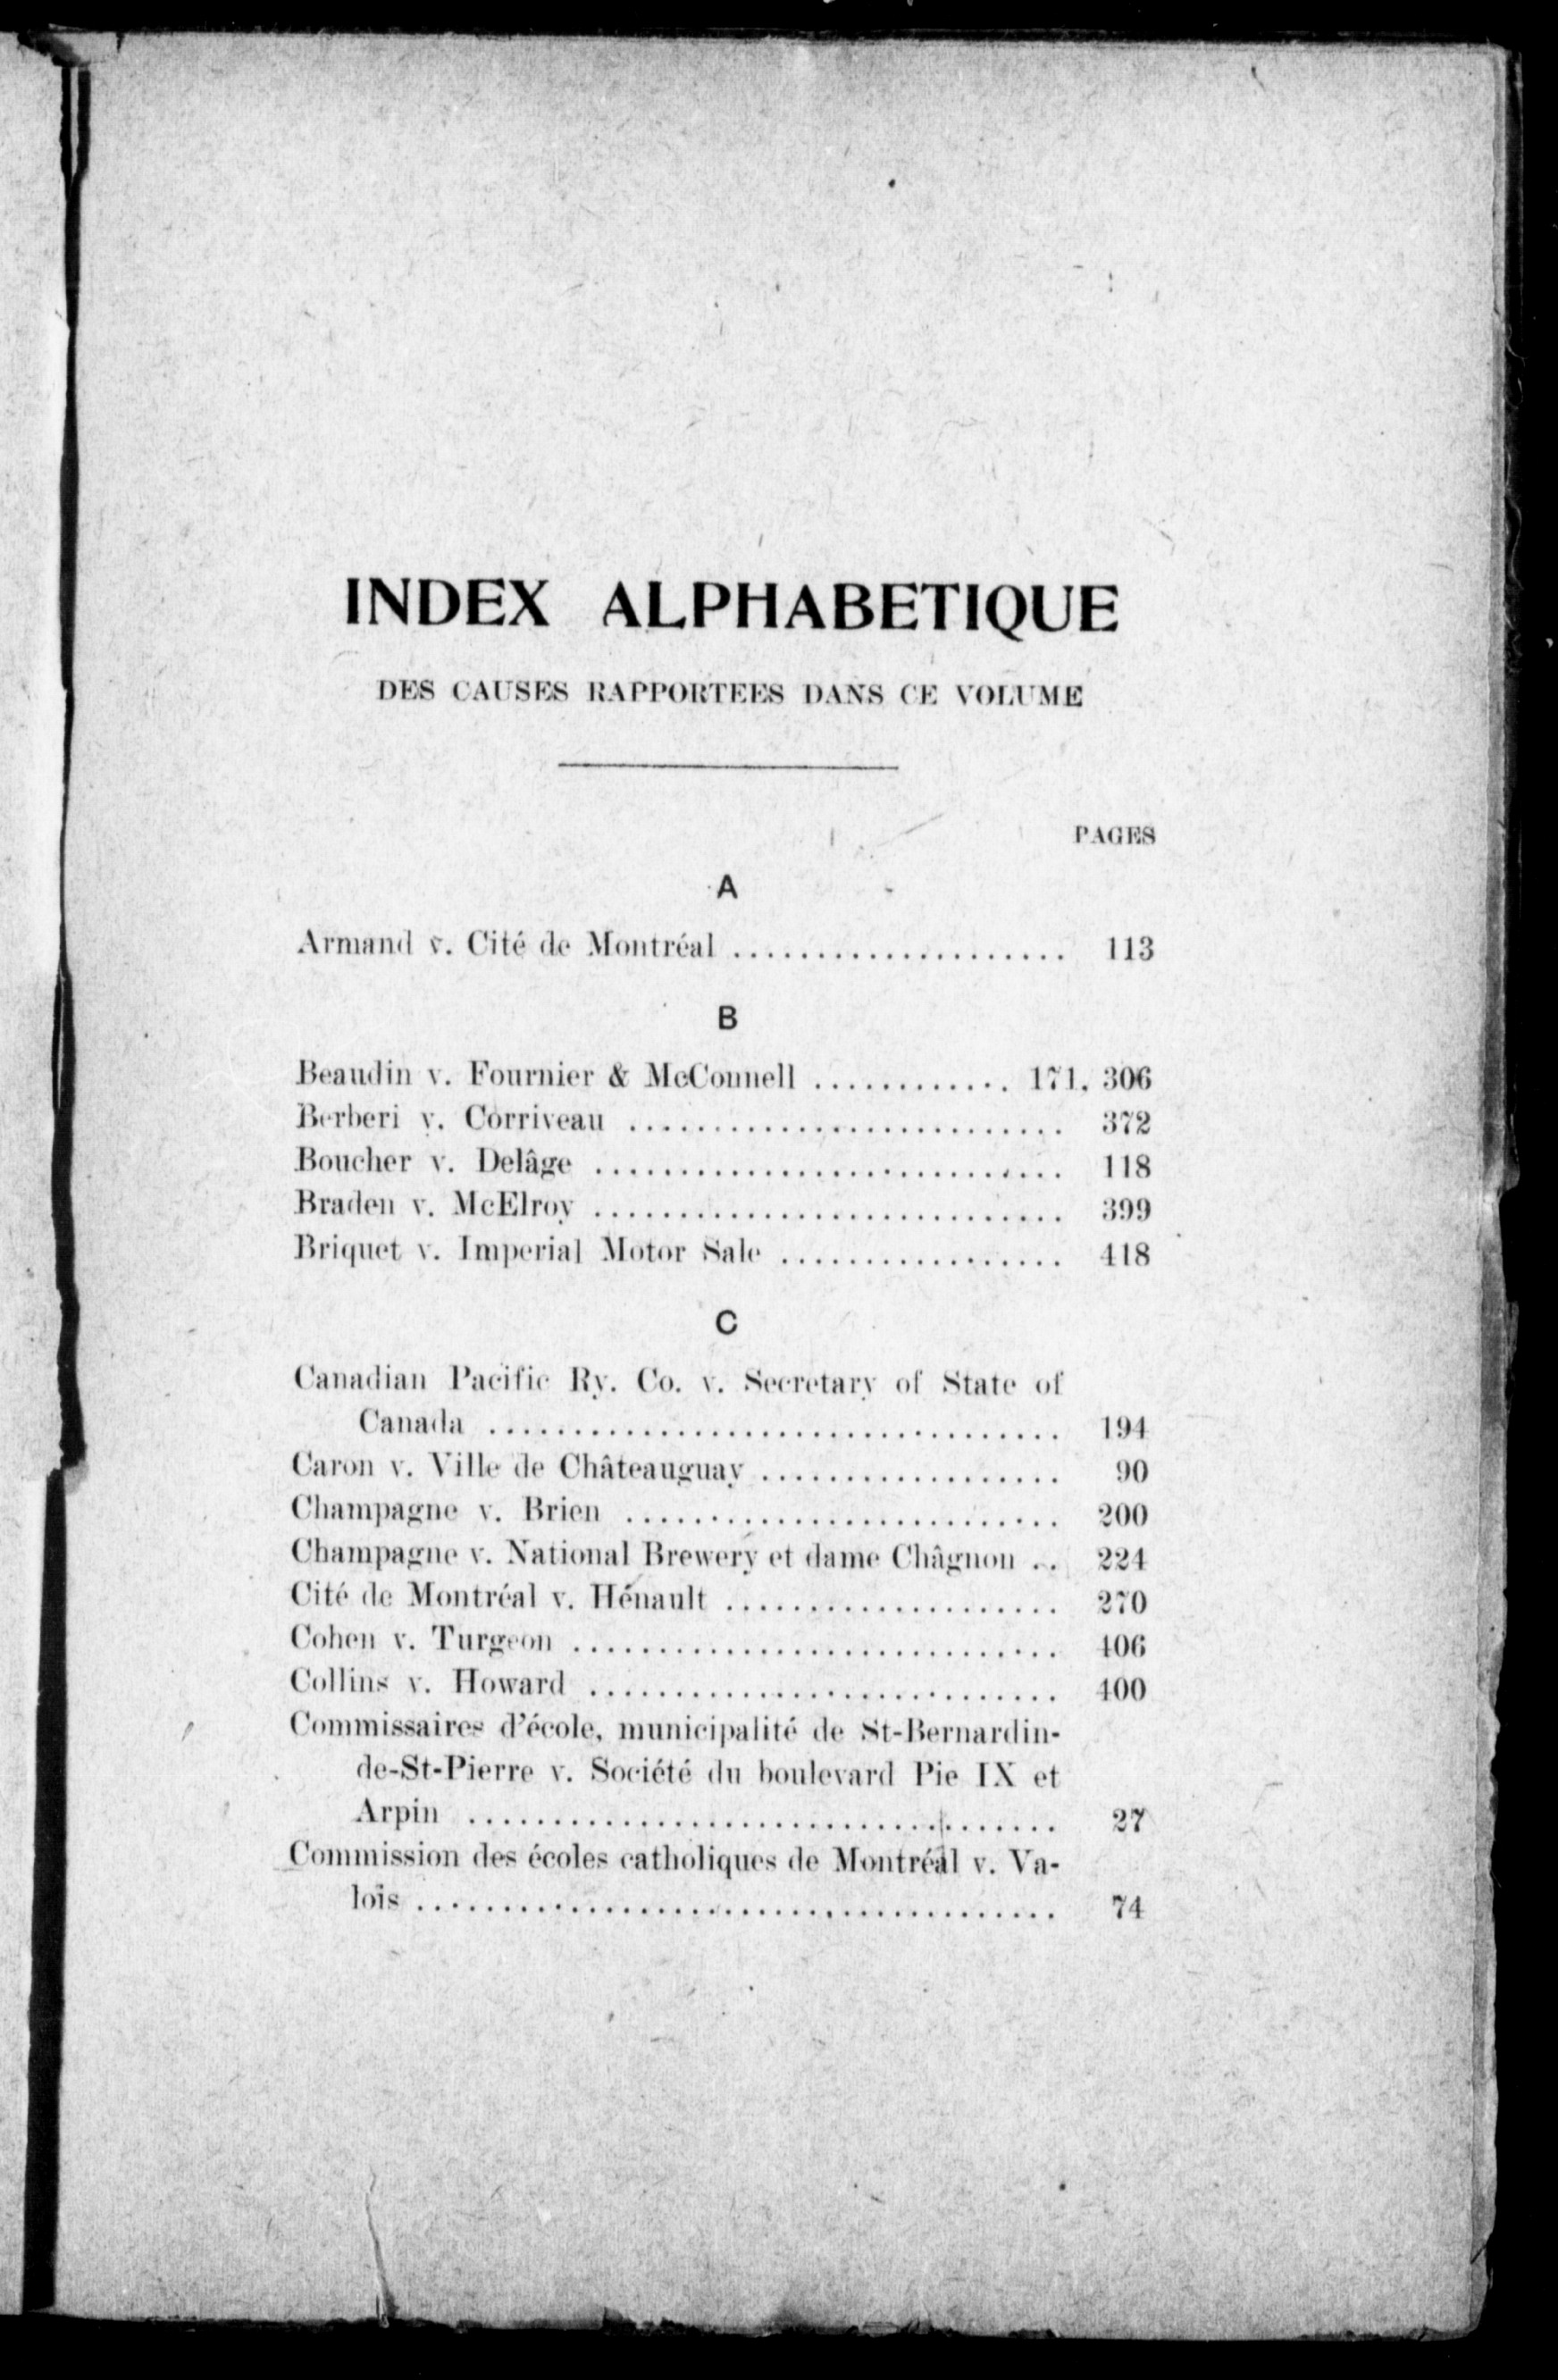 INDEX ALPHABETIQUE
DES CAUSES RAPPORTEES DANS CE VOLUME
PAGES
A
Armand v. Cité de Montréal .................... 113
B
Beaudin v. Fournier & McConnell ............ 171, 306
Berberi v. Corriveau .......................... 372
Boucher v. Delâge ............................ 118
Braden v. McElroy ............................ 399
Briquet v. Imperial Motor Sale ................. 418
C
Canadian Pacific Ry. Co. v. Secretary of State of
Canada .................................. 194
Caron v. Ville de Châteauguay .................. 90
Champagne v. Brien .......................... 200
Champagne v. National Brewery et dame Châgnon .. 224
Cité de Montréal v. Hénault .................... 270
Cohen v. Turgeon ............................. 406
Collins v. Howard ............................ 400
Commissaires d'école, municipalité de St-Bernardin-
de-St-Pierre v. Société du boulevard Pie IX et
Arpin ................................... 27
Commission des écoles catholiques de Montréal v. Va-
lois ...................................... 74